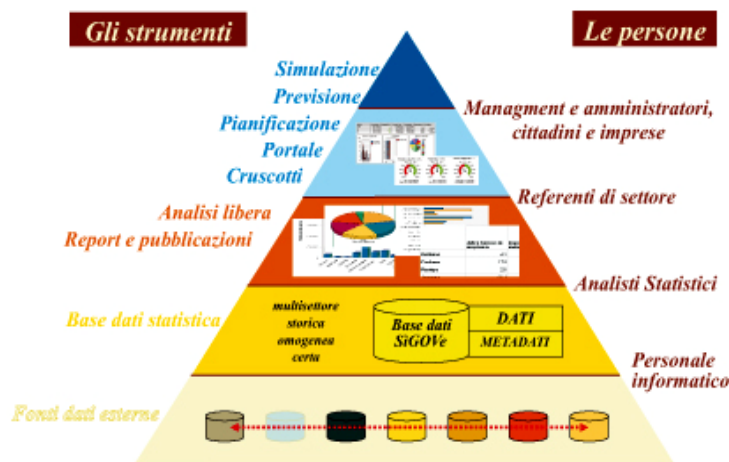 Gli strumenti
Le persone
Simulazione
Previsione
Pianificazione
Portale
Cruscotti
Managment e amministratori,
cittadini e imprese
Referenti di settore
Analisi libera
Report e pubblicazioni
Analisti Statistici
Base dati statistica
multisettore
storica
omogenea
certa
Base dati
SiGOVe
DATI
METADATI
Personale
informatico
Fonti dati esterne